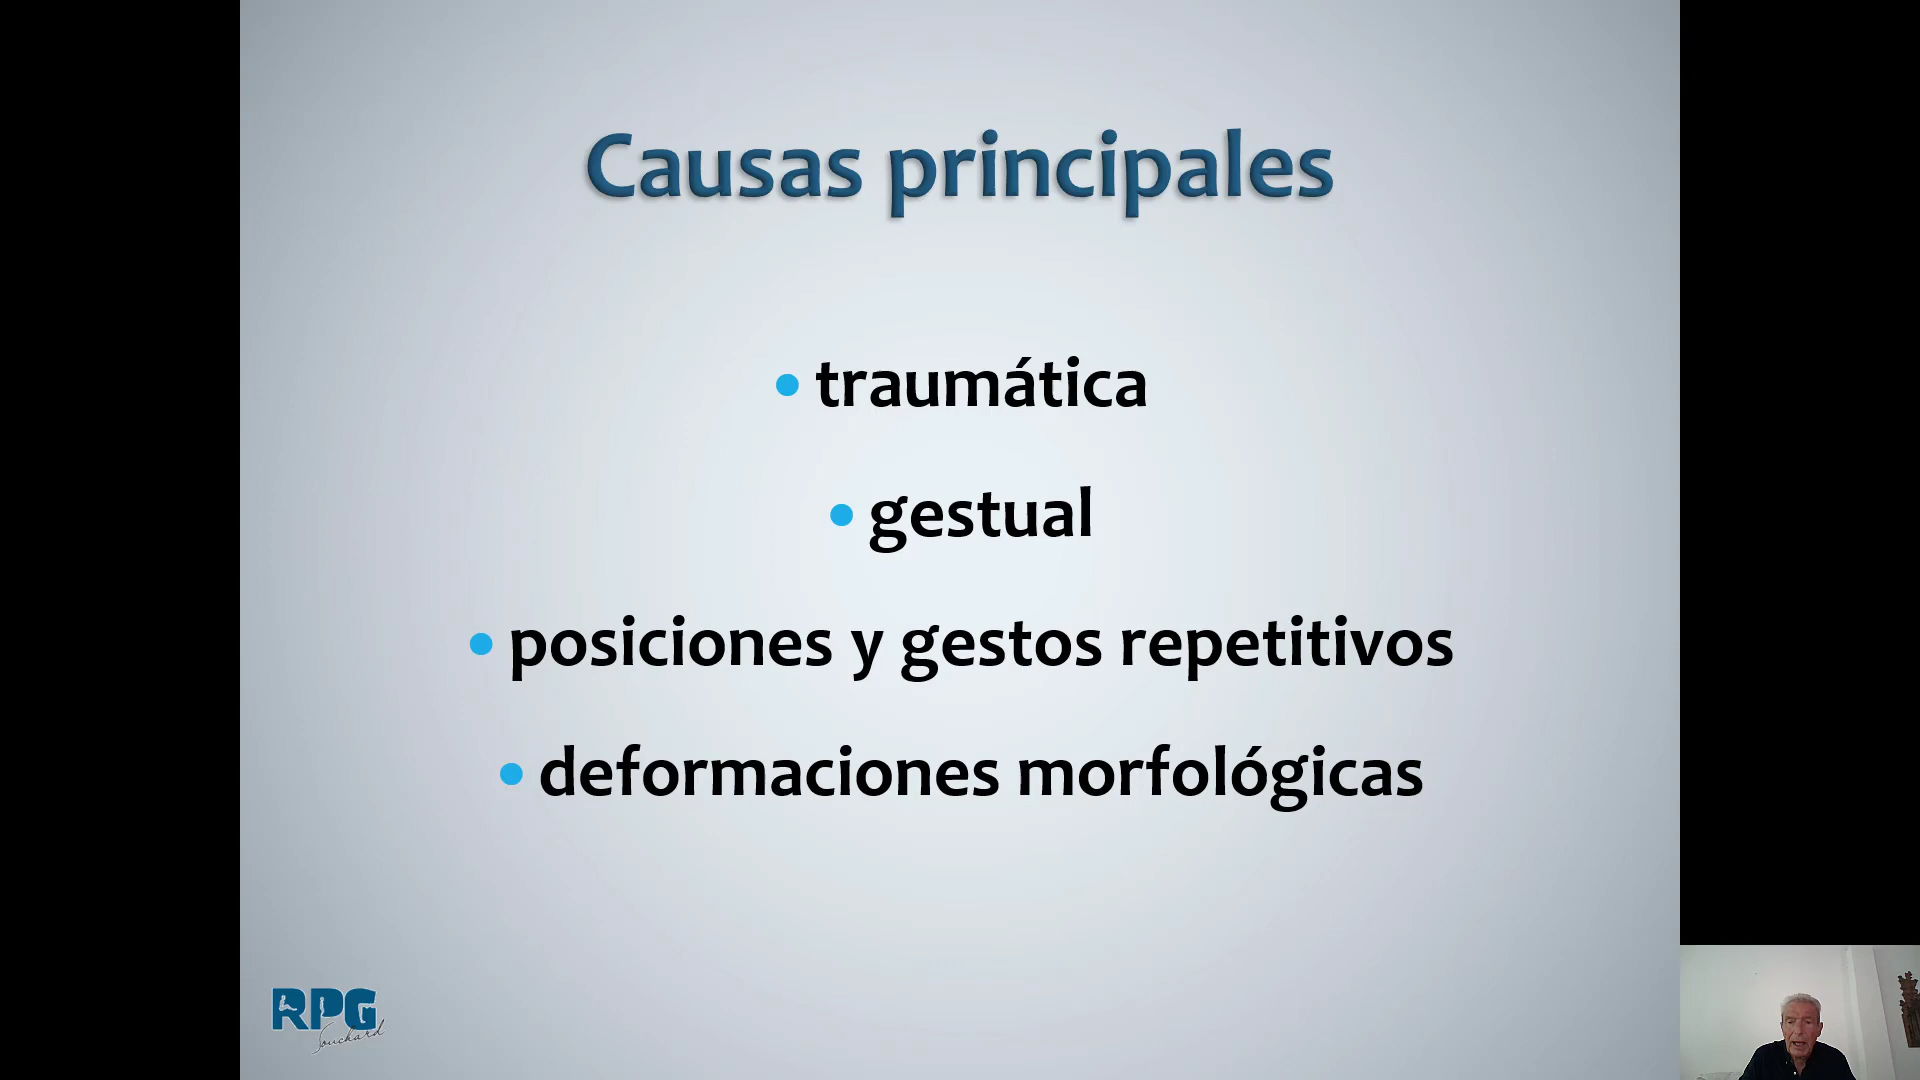 Causas principales
• traumática
• gestual
• posiciones y gestos repetitivos
• deformaciones morfológicas
RPG
Souchard